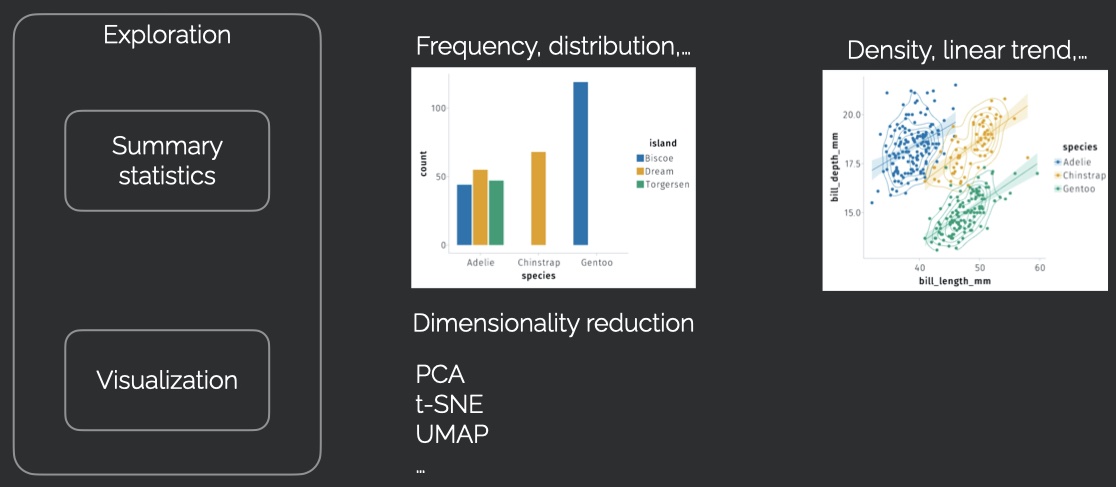 Exploration
Summary
statistics
Visualization
Frequency, distribution,...
100
50
0
count
Adelie
Chinstrap
Gentoo
species
island
Biscoe
Dream
Torgersen
Density, linear trend,...
20.0
17.5
15.0
bill_depth_mm
40
50
60
bill_length_mm
species
Adelie
Chinstrap
Gentoo
Dimensionality reduction
PCA
t-SNE
UMAP
...